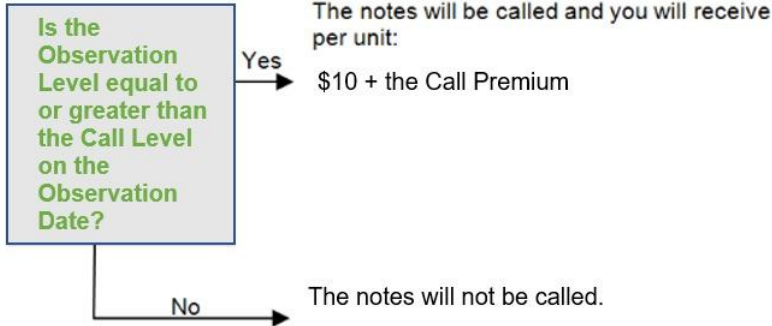 Is the
Observation
Level equal to
or greater than
the Call Level
on the
Observation
Date?
Yes
The notes will be called and you will receive
per unit:
$10 + the Call Premium
No
The notes will not be called.